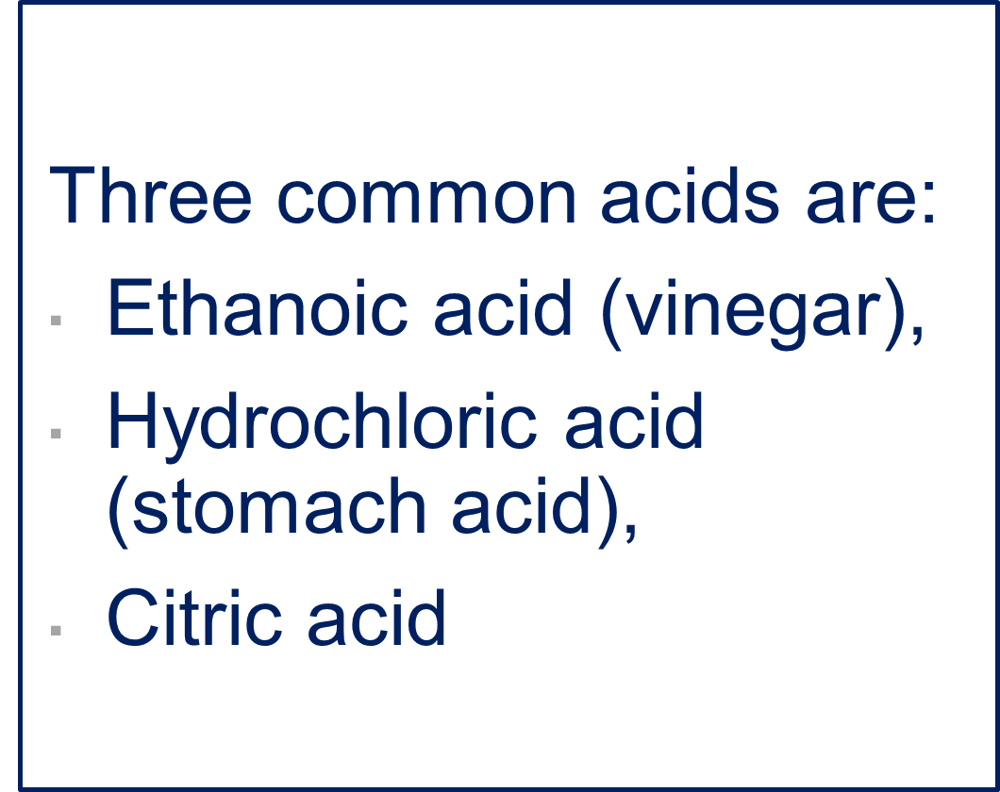 Three common acids are:
▪ Ethanoic acid (vinegar),
▪ Hydrochloric acid
(stomach acid),
▪ Citric acid